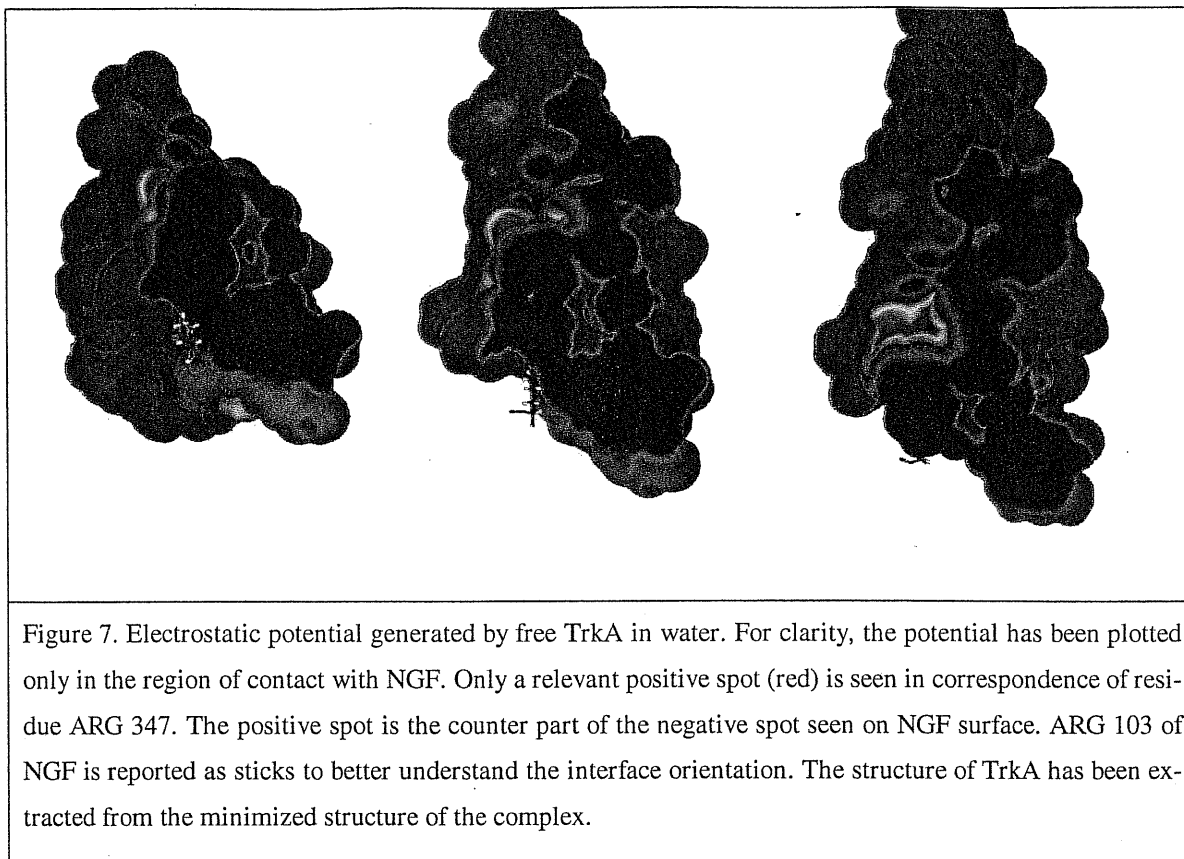 Figure 7. Electrostatic potential generated by free TrkA in water. For clarity, the potential has been plotted
only in the region of contact with NGF. Only a relevant positive spot (red) is seen in correspondence of resi-
due ARG 347. The positive spot is the counter part of the negative spot seen on NGF surface. ARG 103 of
NGF is reported as sticks to better understand the interface orientation. The structure of TrkA has been ex-
tracted from the minimized structure of the complex.